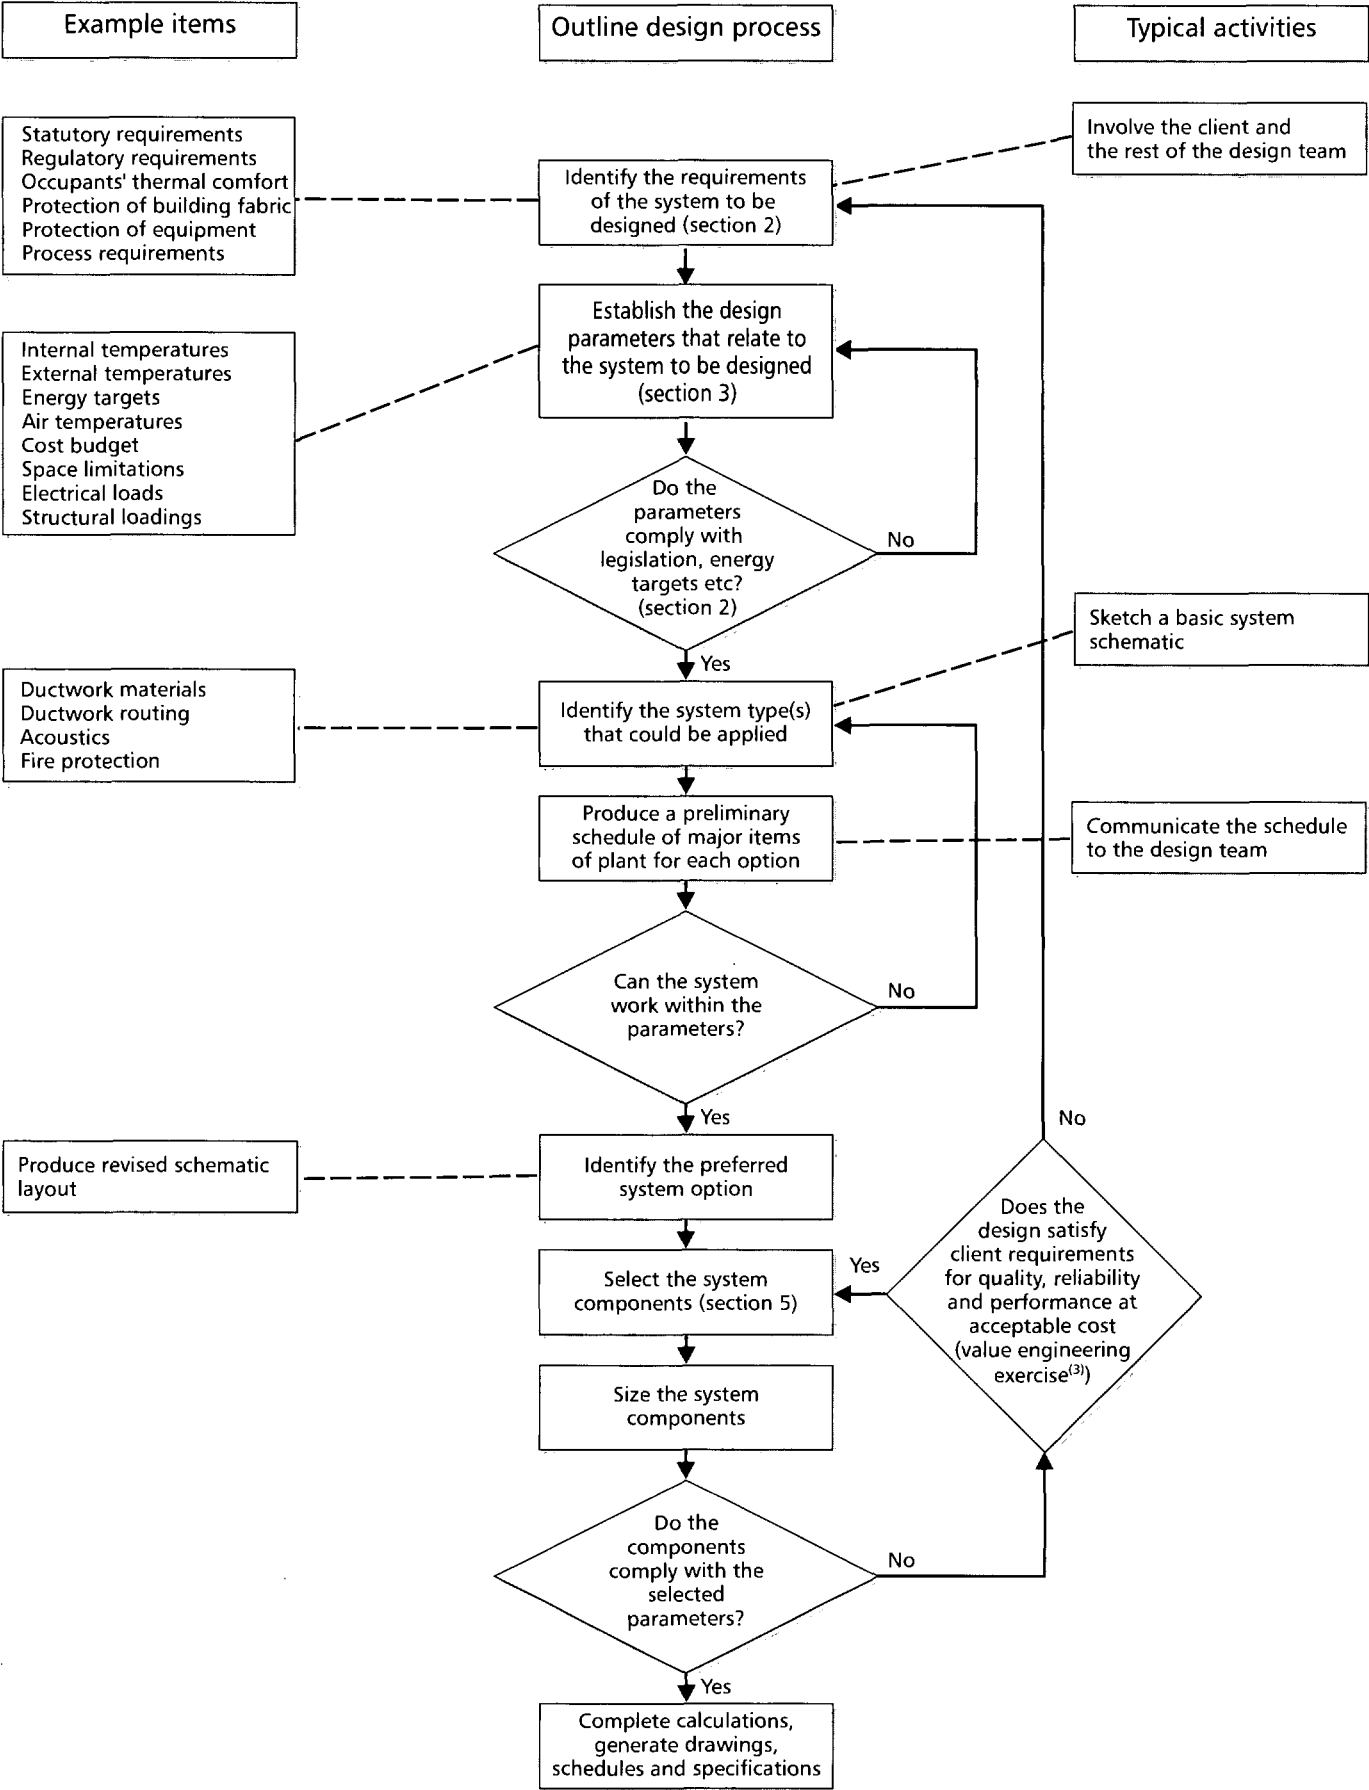 Example items
Outline design process
Typical activities
Statutory requirements
Regulatory requirements
Occupants' thermal comfort
Protection of building fabric
Protection of equipment
Process requirements
Identify the requirements
of the system to be
designed (section 2)
Involve the client and
the rest of the design team
Internal temperatures
External temperatures
Energy targets
Air temperatures
Cost budget
Space limitations
Electrical loads
Structural loadings
Establish the design
parameters that relate to
the system to be designed
(section 3)
Do the
parameters
comply with
legislation, energy
targets etc?
(section 2)
No
Yes
Sketch a basic system
schematic
Ductwork materials
Ductwork routing
Acoustics
Fire protection
Identify the system type(s)
that could be applied
Produce a preliminary
schedule of major items
of plant for each option
Communicate the schedule
to the design team
Can the system
work within the
parameters?
No
Yes
Produce revised schematic
layout
Identify the preferred
system option
Select the system
components (section 5)
Yes
No
Does the
design satisfy
client requirements
for quality, reliability
and performance at
acceptable cost
(value engineering
exercise(3))
Size the system
components
Do the
components
comply with the
selected
parameters?
No
Yes
Complete calculations,
generate drawings,
schedules and specifications